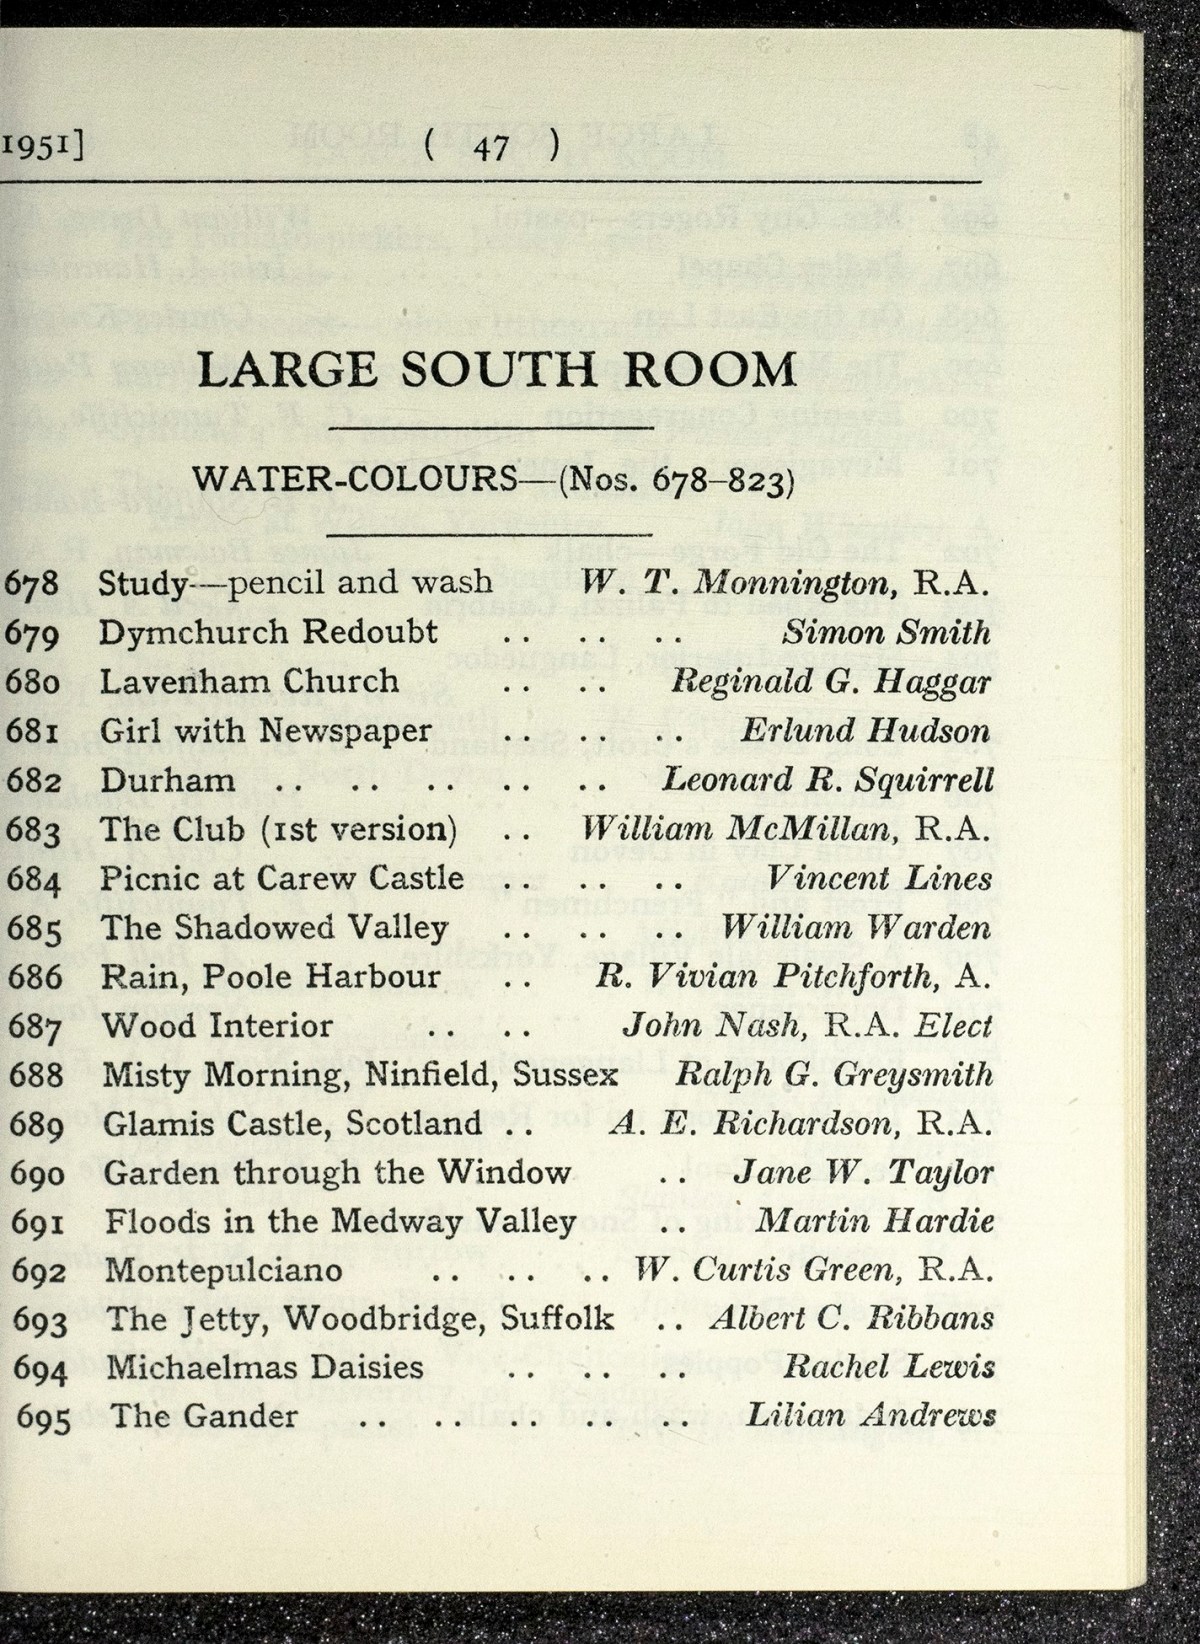 1951] ( 47 )
LARGE SOUTH ROOM
WATER-COLOURS—(Nos. 678–823)
678 Study—pencil and wash W. T. Monnington, R.A.
679 Dymchurch Redoubt .. .. .. Simon Smith
680 Lavenham Church .. .. Reginald G. Haggar
681 Girl with Newspaper .. .. .. Erlund Hudson
682 Durham .. .. .. .. .. Leonard R. Squirrell
683 The Club (1st version) .. William McMillan, R.A.
684 Picnic at Carew Castle .. .. .. Vincent Lines
685 The Shadowed Valley .. .. .. William Warden
686 Rain, Poole Harbour .. R. Vivian Pitchforth, A.
687 Wood Interior .. .. John Nash, R.A. Elect
688 Misty Morning, Ninfield, Sussex Ralph G. Greysmith
689 Glamis Castle, Scotland .. A. E. Richardson, R.A.
690 Garden through the Window .. Jane W. Taylor
691 Floods in the Medway Valley .. Martin Hardie
692 Montepulciano .. .. .. W. Curtis Green, R.A.
693 The Jetty, Woodbridge, Suffolk .. Albert C. Ribbans
694 Michaelmas Daisies .. .. .. Rachel Lewis
695 The Gander .. .. .. .. .. Lilian Andrews